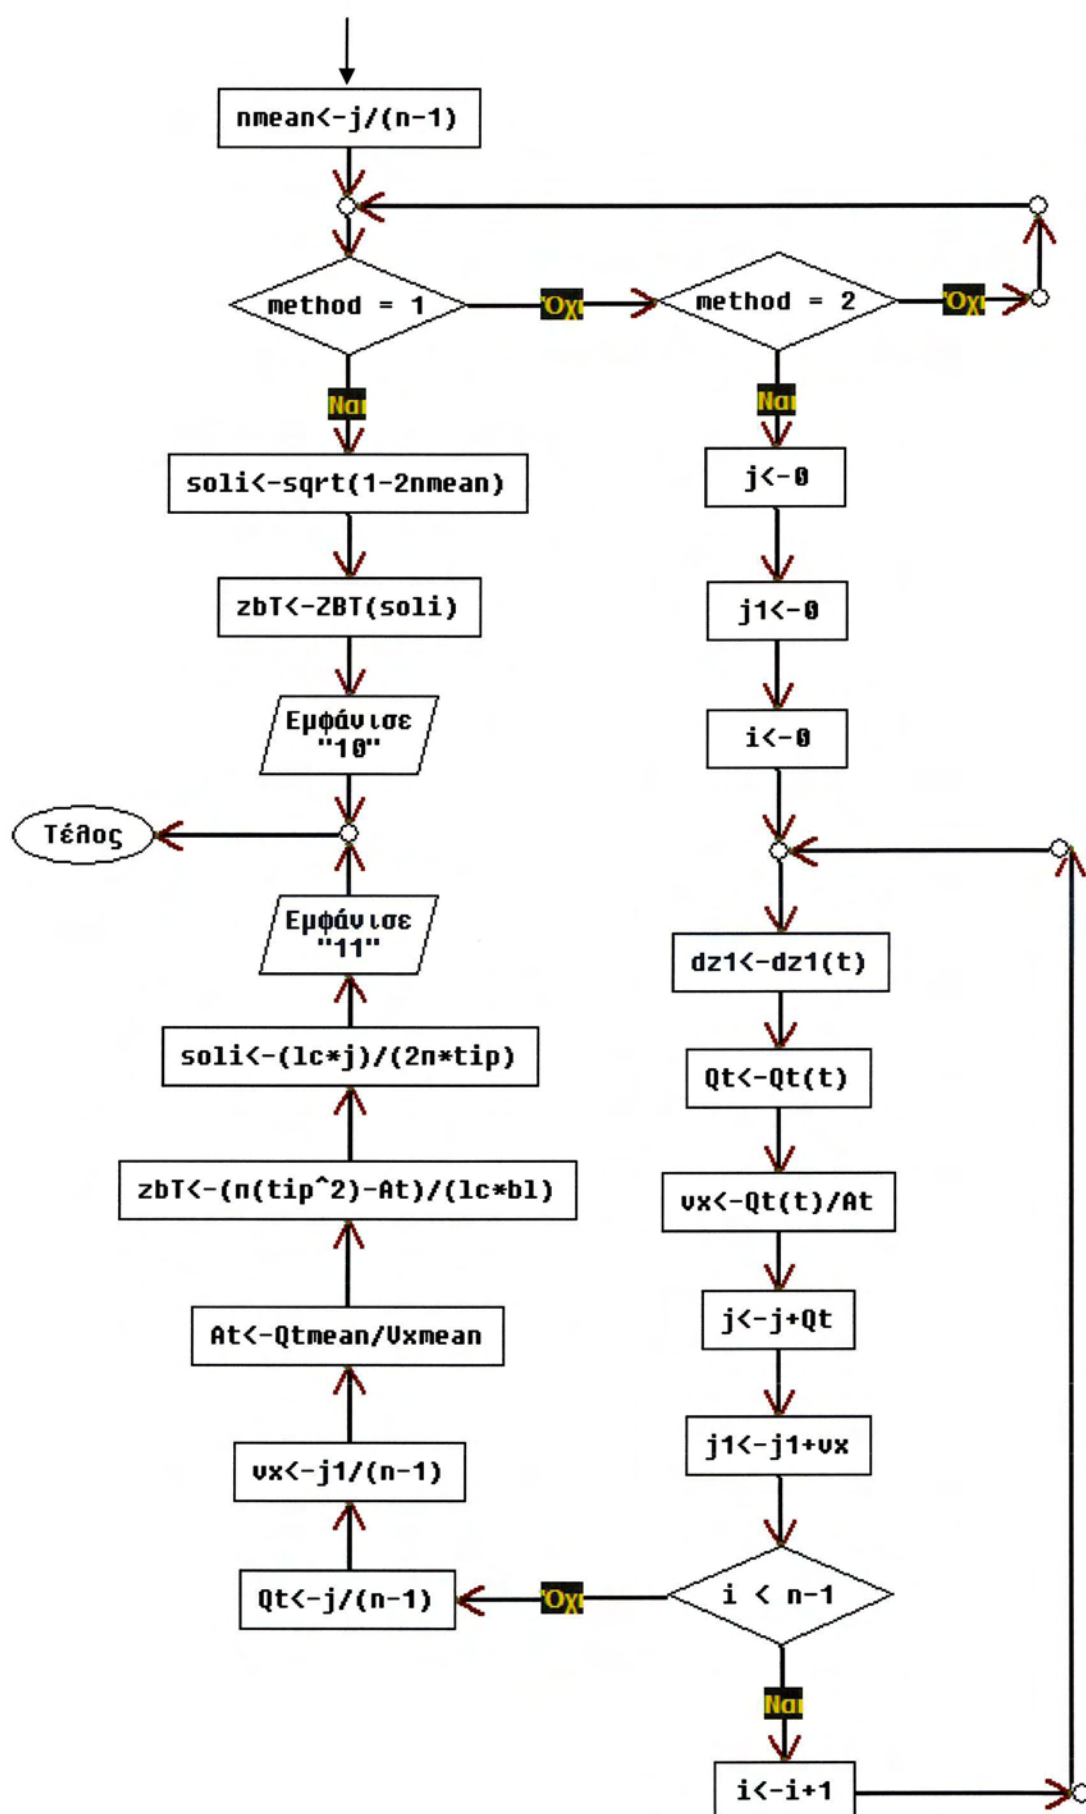 nmean<-j/(n-1)
method = 1
Όχι
method = 2
Όχι
Ναι
Ναι
soli<-sqrt(1-2nmean)
j<-0
zbT<-ZBT(soli)
j1<-0
Εμφάνισε
"10"
i<-0
Τέλος
Εμφάνισε
"11"
dz1<-dz1(t)
soli<-(lc*j)/(2π*tip)
Qt<-Qt(t)
zbT<-(π(tip^2)-At)/(lc*bl)
vx<-Qt(t)/At
At<-Qtmean/Vxmean
j<-j+Qt
vx<-j1/(n-1)
j1<-j1+vx
Qt<-j/(n-1)
Όχι
i < n-1
Ναι
i<-i+1